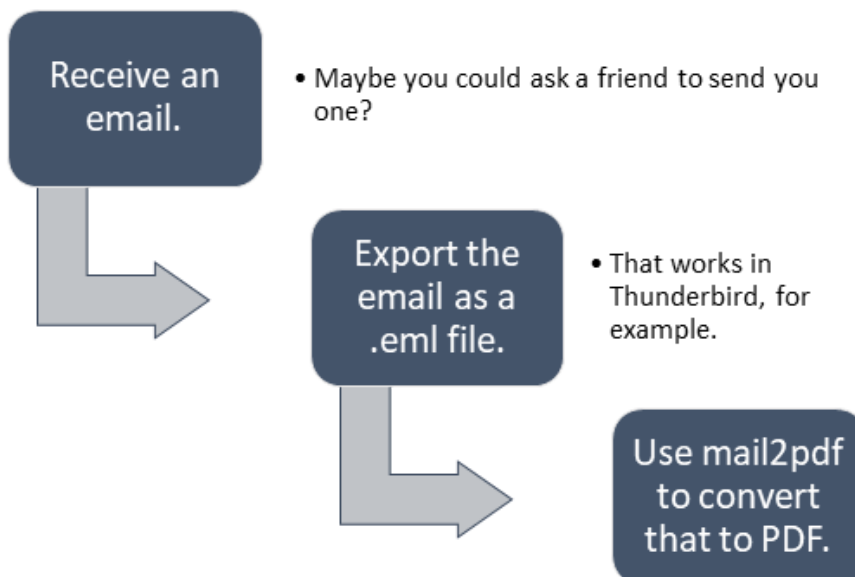 Receive an
email.
• Maybe you could ask a friend to send you
one?
Export the
email as a
.eml file.
• That works in
Thunderbird, for
example.
Use mail2pdf
to convert
that to PDF.